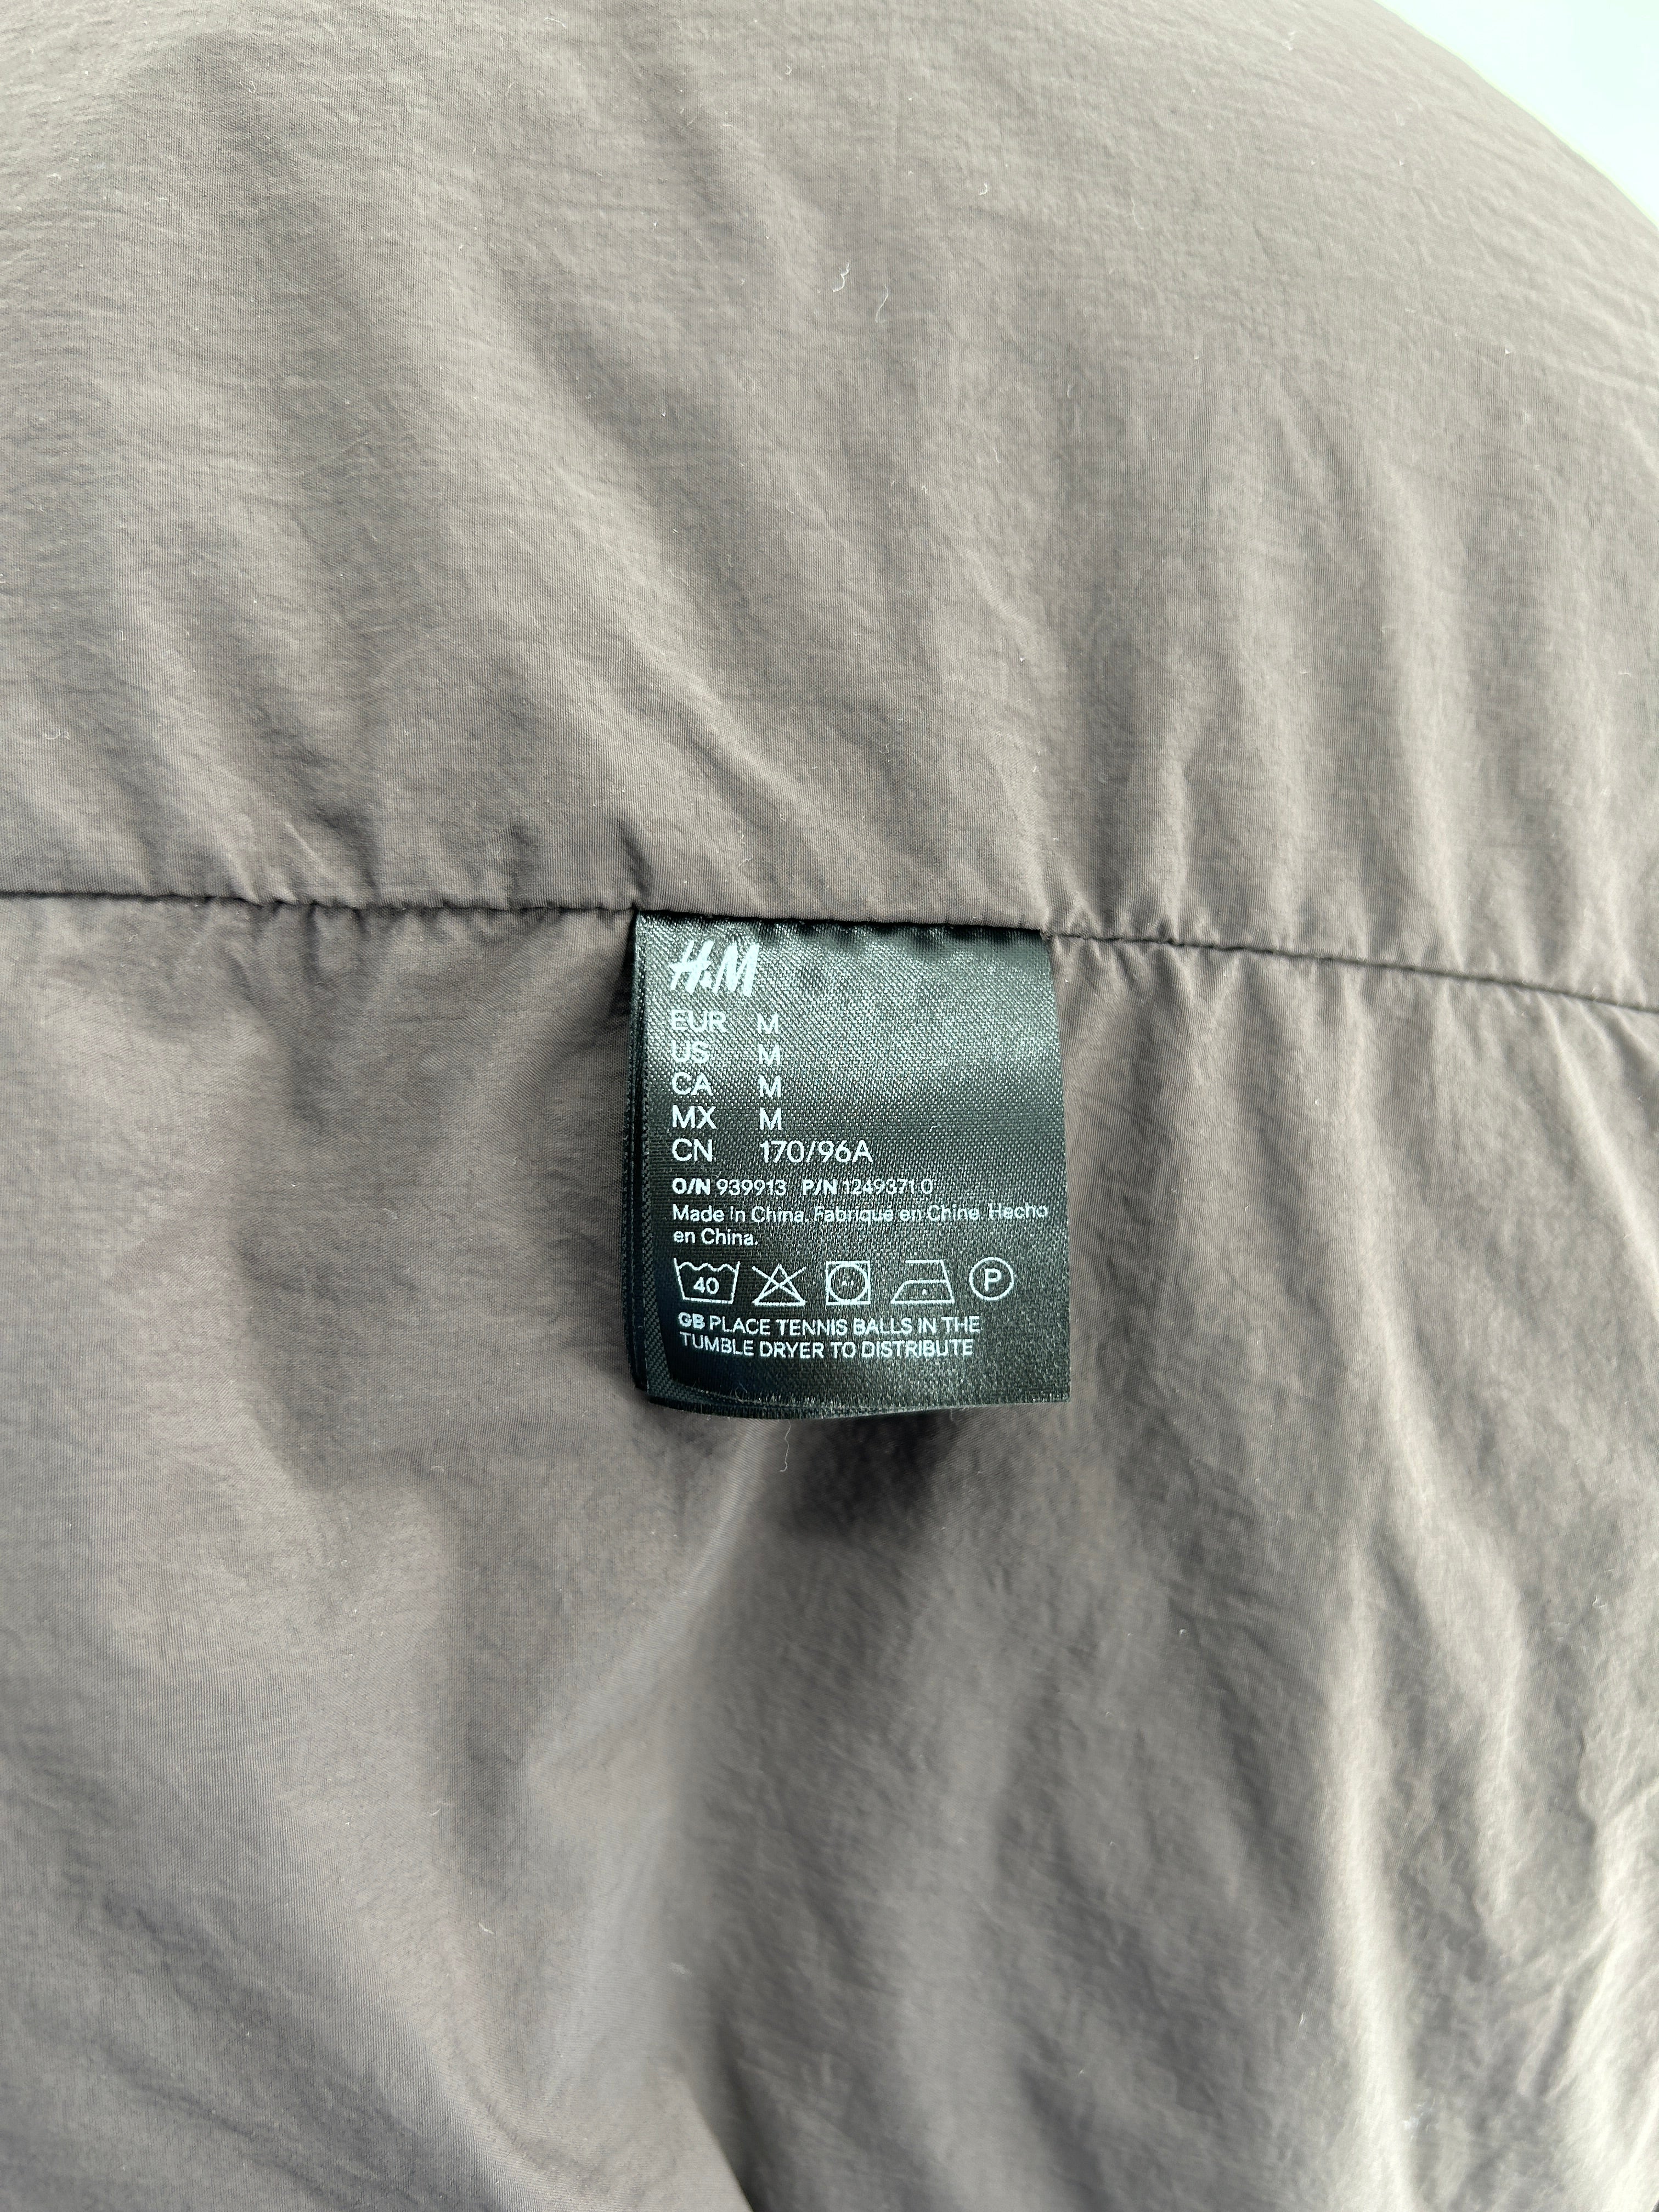 H&M
EUR M
US M
CA M
MX M
CN 170/96A
O/N 939913 P/N 1249371.0
Made in China. Fabriqué en Chine. Hecho
en China.
40 P
GB PLACE TENNIS BALLS IN THE
TUMBLE DRYER TO DISTRIBUTE